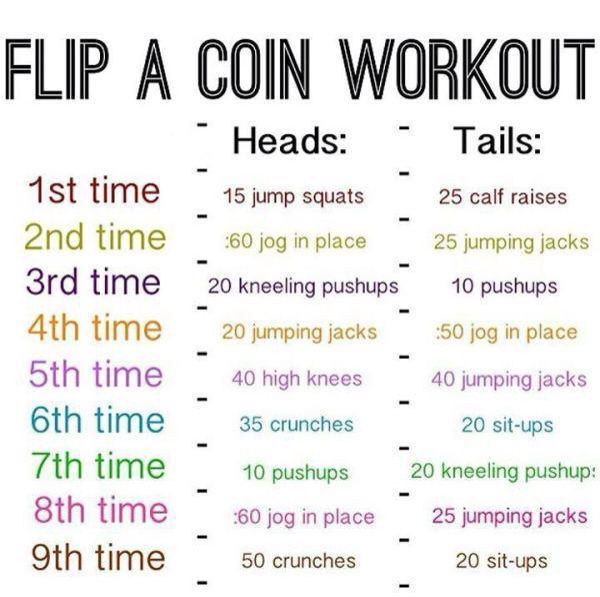 FLIP A COIN WORKOUT
Heads: Tails:
1st time 15 jump squats 25 calf raises
2nd time :60 jog in place 25 jumping jacks
3rd time 20 kneeling pushups 10 pushups
4th time 20 jumping jacks :50 jog in place
5th time 40 high knees 40 jumping jacks
6th time 35 crunches 20 sit-ups
7th time 10 pushups 20 kneeling pushups
8th time :60 jog in place 25 jumping jacks
9th time 50 crunches 20 sit-ups